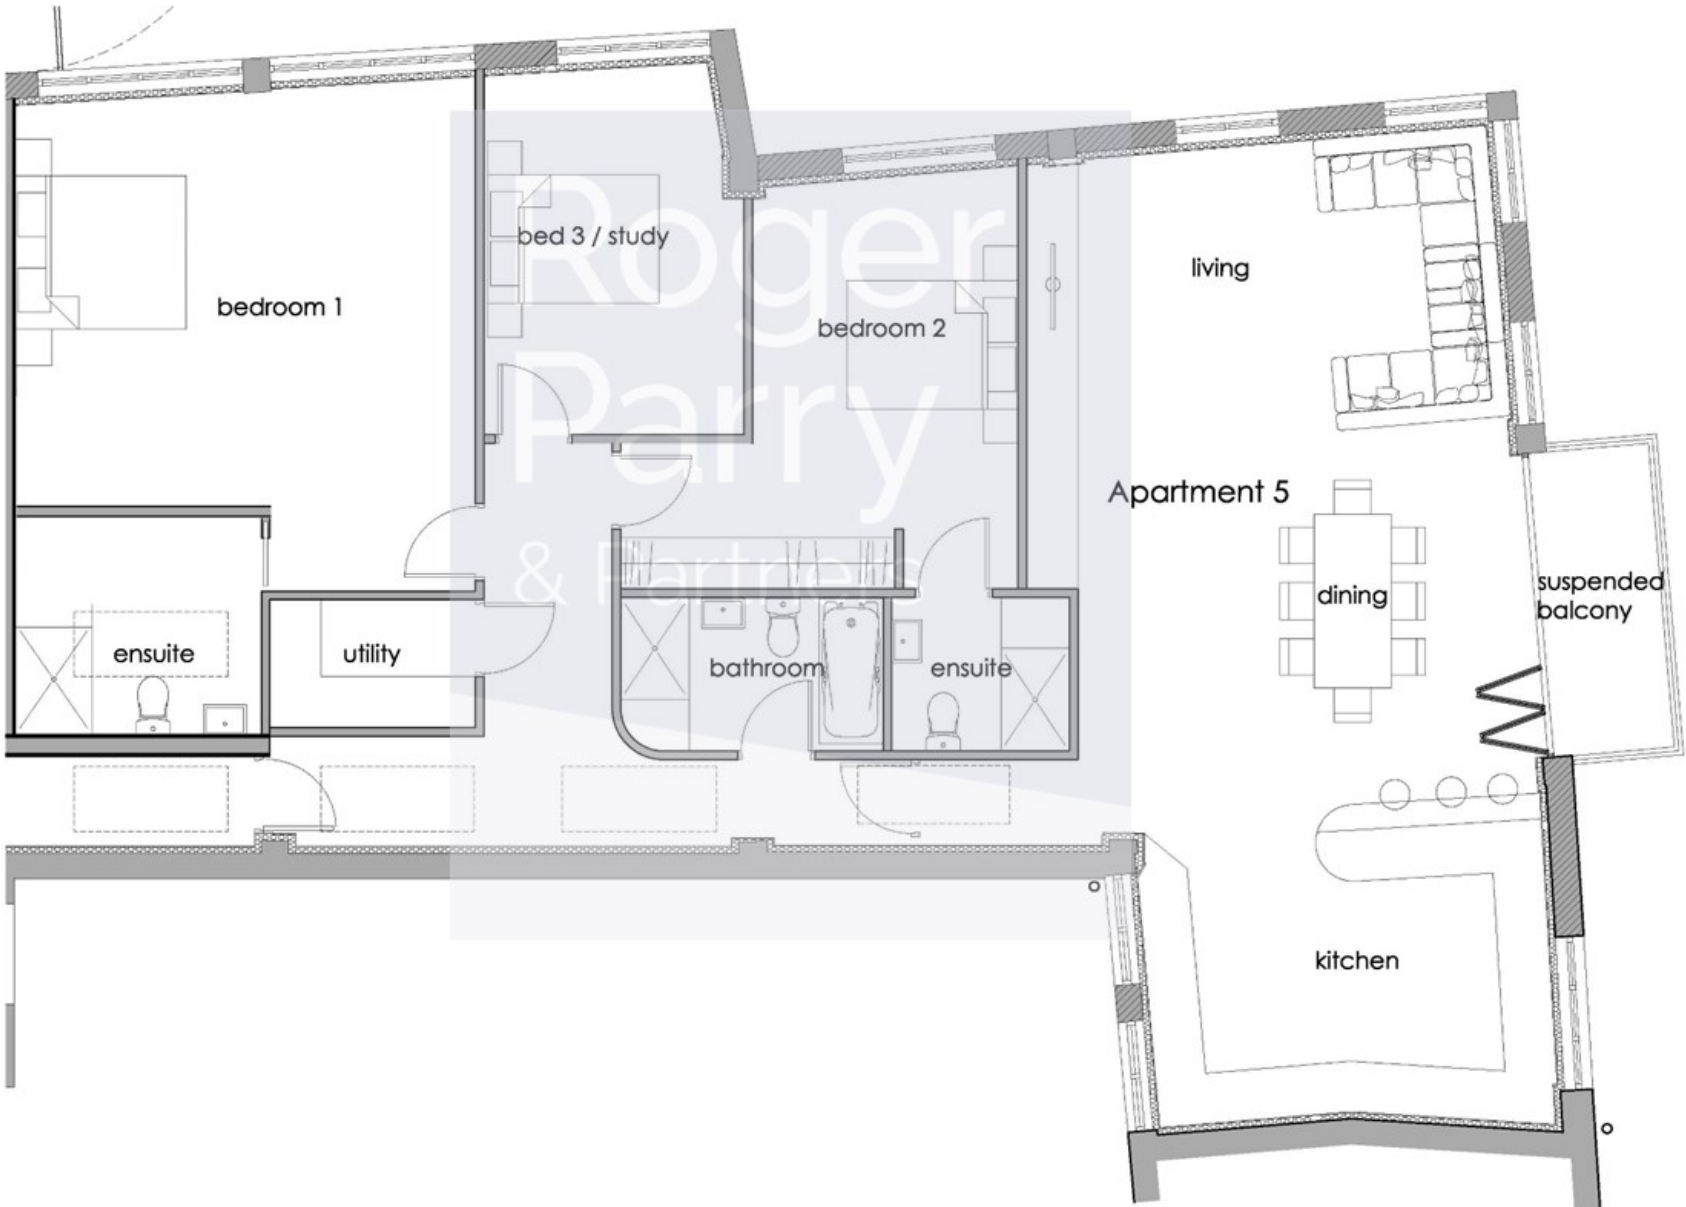 bedroom 1
bed 3 / study
bedroom 2
living
Apartment 5
dining
suspended
balcony
ensuite
utility
bathroom
ensuite
kitchen
Roger
Parry
& Partners